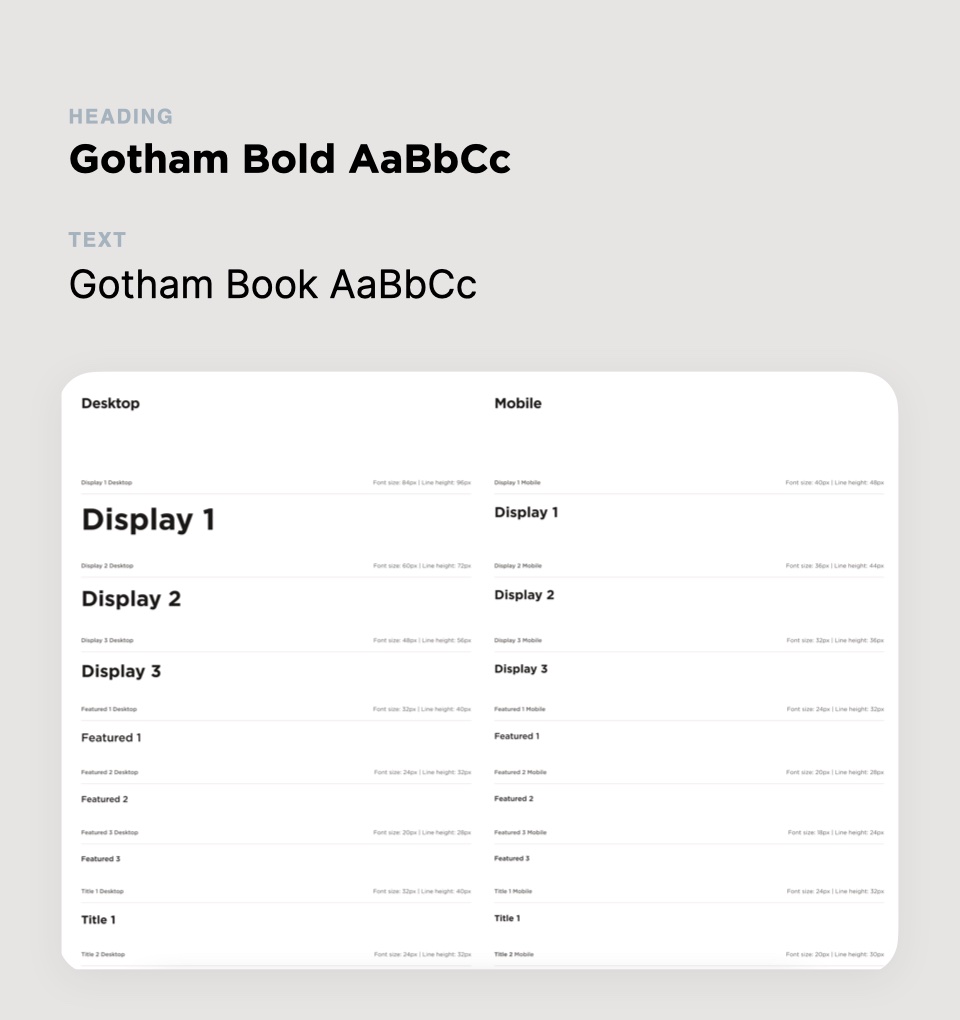 HEADING
Gotham Bold AaBbCc
TEXT
Gotham Book AaBbCc
Desktop
Mobile
Display 1 Desktop
Font size: 84px | Line height: 96px
Display 1 Mobile
Font size: 40px | Line height: 48px
Display 1
Display 1
Display 2 Desktop
Font size: 60px | Line height: 72px
Display 2 Mobile
Font size: 36px | Line height: 44px
Display 2
Display 2
Display 3 Desktop
Font size: 48px | Line height: 56px
Display 3 Mobile
Font size: 32px | Line height: 36px
Display 3
Display 3
Featured 1 Desktop
Font size: 32px | Line height: 40px
Featured 1 Mobile
Font size: 24px | Line height: 32px
Featured 1
Featured 1
Featured 2 Desktop
Font size: 24px | Line height: 32px
Featured 2 Mobile
Font size: 20px | Line height: 28px
Featured 2
Featured 2
Featured 3 Desktop
Font size: 20px | Line height: 28px
Featured 3 Mobile
Font size: 18px | Line height: 24px
Featured 3
Featured 3
Title 1 Desktop
Font size: 32px | Line height: 40px
Title 1 Mobile
Font size: 24px | Line height: 32px
Title 1
Title 1
Title 2 Desktop
Font size: 24px | Line height: 32px
Title 2 Mobile
Font size: 20px | Line height: 30px